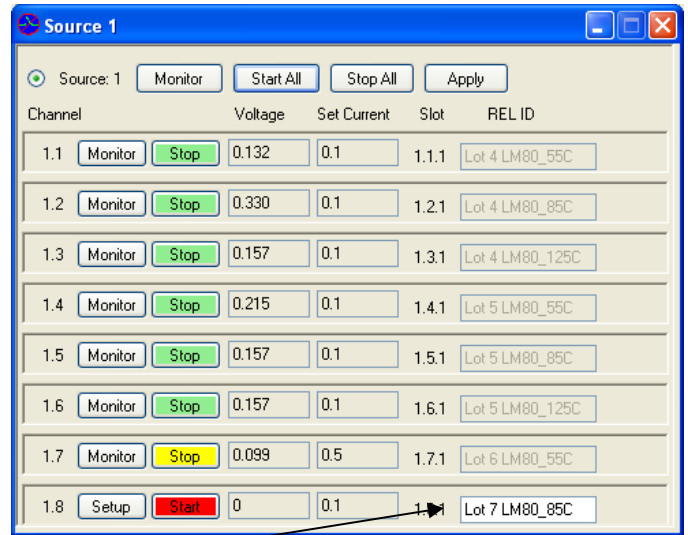 Source 1
Source: 1 Monitor Start All Stop All Apply
Channel Voltage Set Current Slot REL ID
1.1 Monitor Stop 0.132 0.1 1.1.1 Lot 4 LM80_55C
1.2 Monitor Stop 0.330 0.1 1.2.1 Lot 4 LM80_85C
1.3 Monitor Stop 0.157 0.1 1.3.1 Lot 4 LM80_125C
1.4 Monitor Stop 0.215 0.1 1.4.1 Lot 5 LM80_55C
1.5 Monitor Stop 0.157 0.1 1.5.1 Lot 5 LM80_85C
1.6 Monitor Stop 0.157 0.1 1.6.1 Lot 5 LM80_125C
1.7 Monitor Stop 0.099 0.5 1.7.1 Lot 6 LM80_55C
1.8 Setup Start 0 0.1 Lot 7 LM80_85C